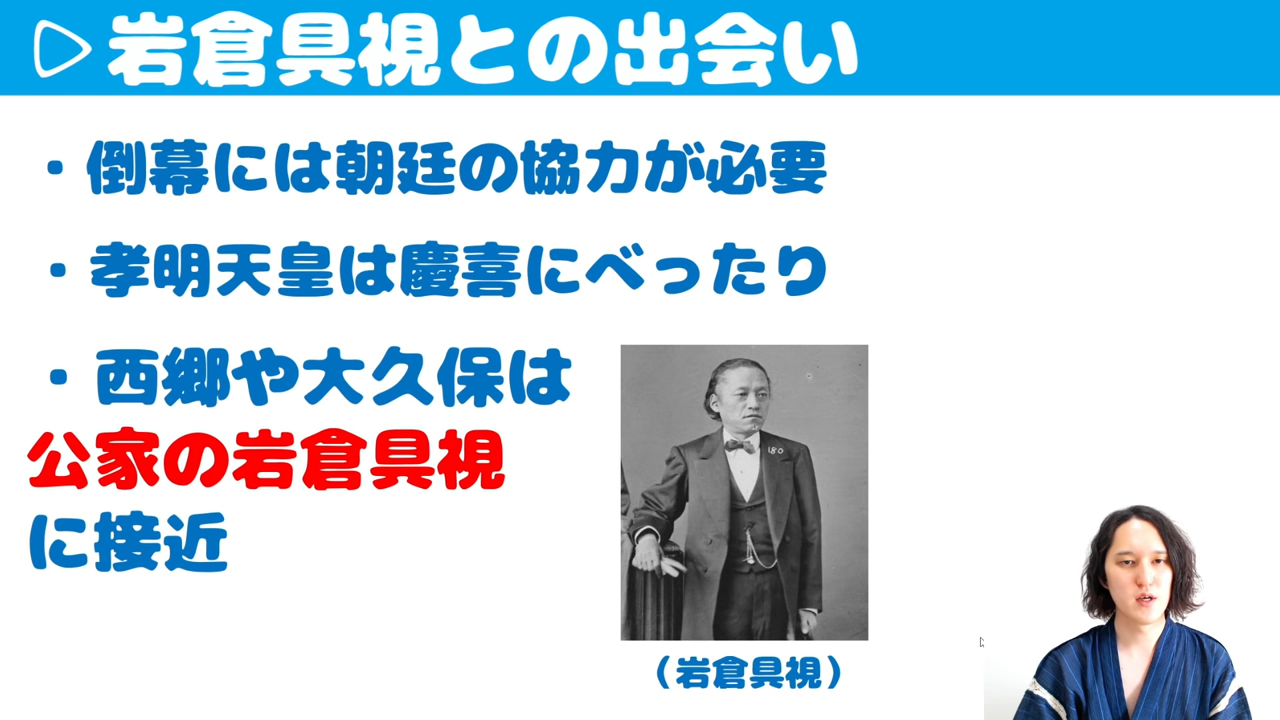 岩倉具視との出会い
・倒幕には朝廷の協力が必要
・孝明天皇は慶喜にべったり
・西郷や大久保は
公家の岩倉具視
に接近
180
（岩倉具視）